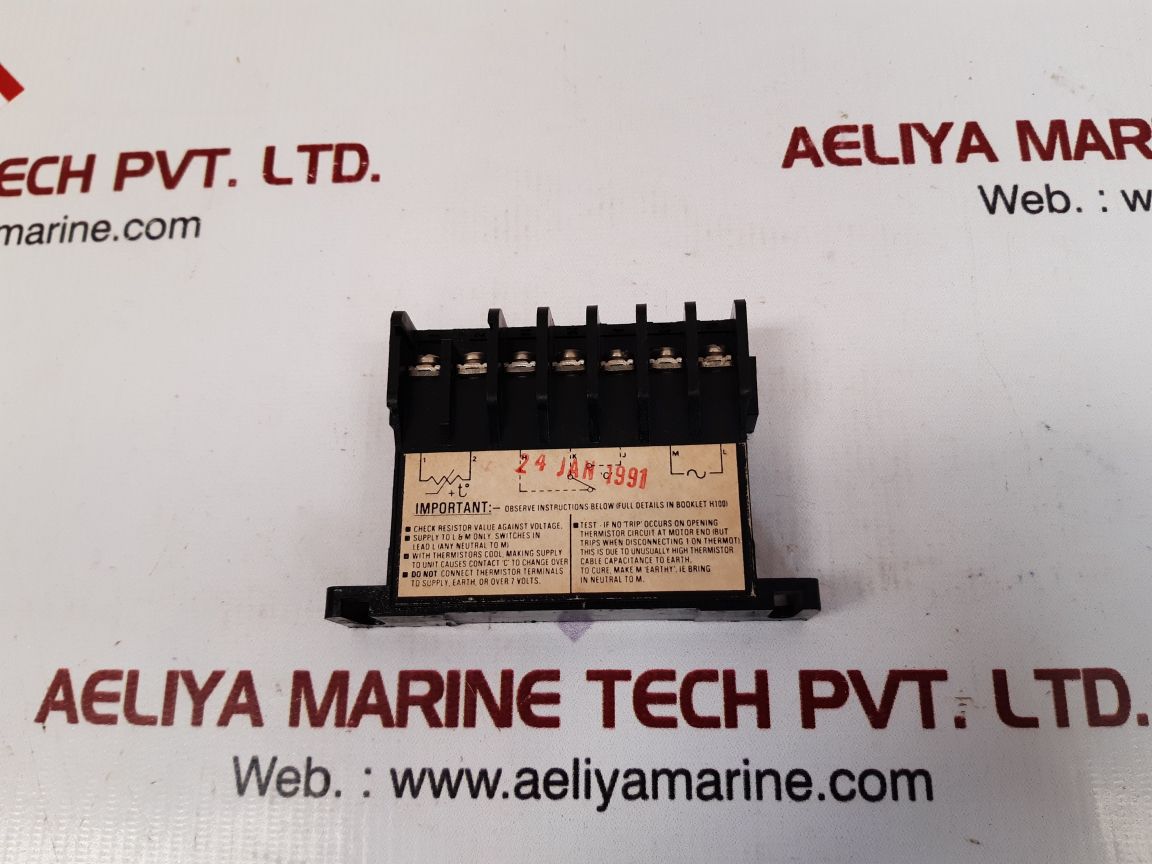 ECH PVT. LTD.
marine.com
AELIYA MAR
Web. : w
1 2 H K J M L
24 JAN 1991
+t°
C
IMPORTANT:- OBSERVE INSTRUCTIONS BELOW (FULL DETAILS IN BOOKLET H100)
■ CHECK RESISTOR VALUE AGAINST VOLTAGE.
■ SUPPLY TO L & M ONLY, SWITCHES IN
LEAD L (ANY NEUTRAL TO M)
■ WITH THERMISTORS COOL, MAKING SUPPLY
TO UNIT CAUSES CONTACT 'C' TO CHANGE OVER
■ DO NOT CONNECT THERMISTOR TERMINALS
TO SUPPLY, EARTH, OR OVER 7 VOLTS.
■ TEST - IF NO 'TRIP' OCCURS ON OPENING
THERMISTOR CIRCUIT AT MOTOR END (BUT
TRIPS WHEN DISCONNECTING 1 ON THERMOT)
THIS IS DUE TO UNUSUALLY HIGH THERMISTOR
CABLE CAPACITANCE TO EARTH.
TO CURE, MAKE M 'EARTHY', IE BRING
IN NEUTRAL TO M.
AELIYA MARINE TECH PVT. LTD.
Web. : www.aeliyamarine.com